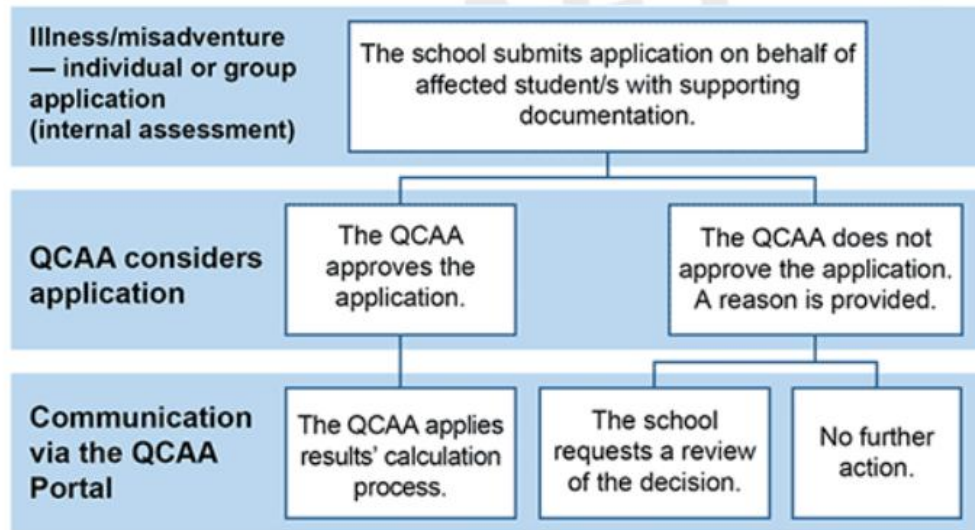 Illness/misadventure
— individual or group
application
(internal assessment)
The school submits application on behalf of
affected student/s with supporting
documentation.
QCAA considers
application
The QCAA
approves the
application.
The QCAA does not
approve the application.
A reason is provided.
Communication
via the QCAA
Portal
The QCAA applies
results' calculation
process.
The school
requests a review
of the decision.
No further
action.